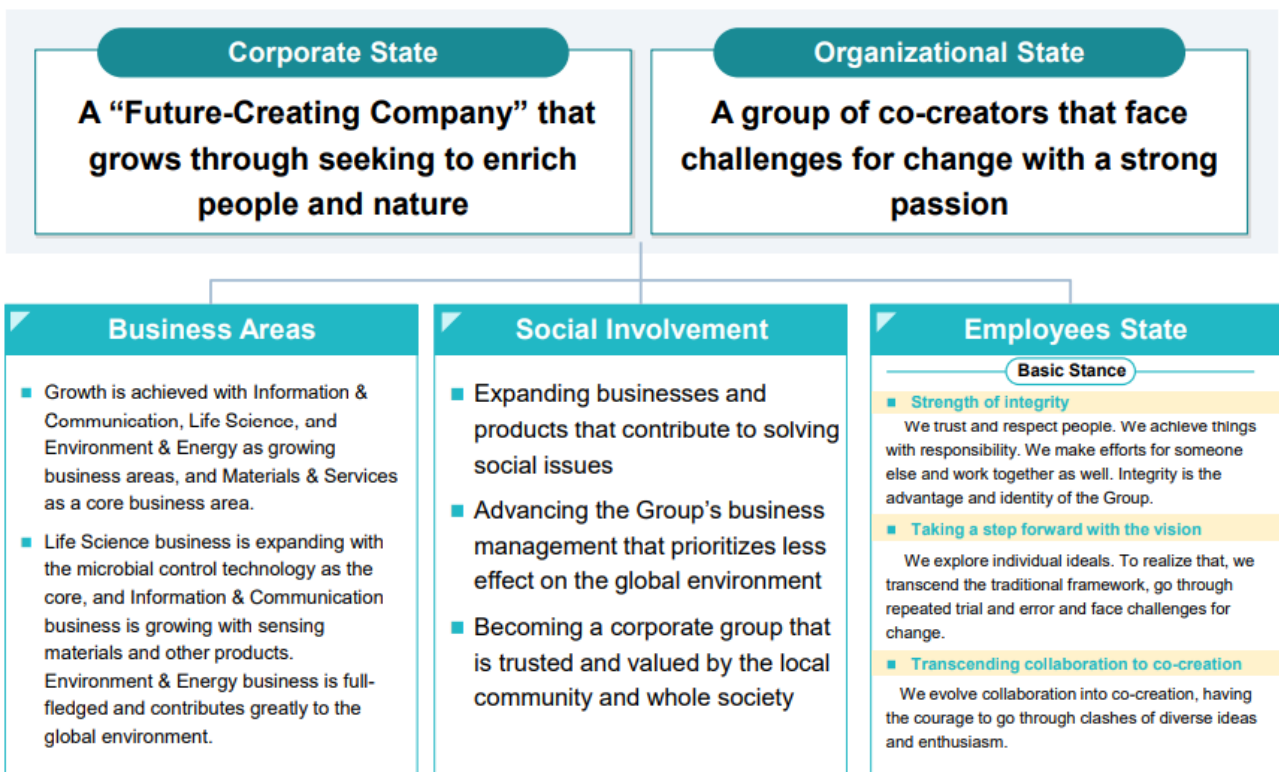 Corporate State
A “Future-Creating Company” that
grows through seeking to enrich
people and nature
Organizational State
A group of co-creators that face
challenges for change with a strong
passion
Business Areas
■ Growth is achieved with Information &
Communication, Life Science, and
Environment & Energy as growing
business areas, and Materials & Services
as a core business area.
■ Life Science business is expanding with
the microbial control technology as the
core, and Information & Communication
business is growing with sensing
materials and other products.
Environment & Energy business is full-
fledged and contributes greatly to the
global environment.
Social Involvement
■ Expanding businesses and
products that contribute to solving
social issues
■ Advancing the Group’s business
management that prioritizes less
effect on the global environment
■ Becoming a corporate group that
is trusted and valued by the local
community and whole society
Employees State
Basic Stance
■ Strength of integrity
We trust and respect people. We achieve things
with responsibility. We make efforts for someone
else and work together as well. Integrity is the
advantage and identity of the Group.
■ Taking a step forward with the vision
We explore individual ideals. To realize that, we
transcend the traditional framework, go through
repeated trial and error and face challenges for
change.
■ Transcending collaboration to co-creation
We evolve collaboration into co-creation, having
the courage to go through clashes of diverse ideas
and enthusiasm.